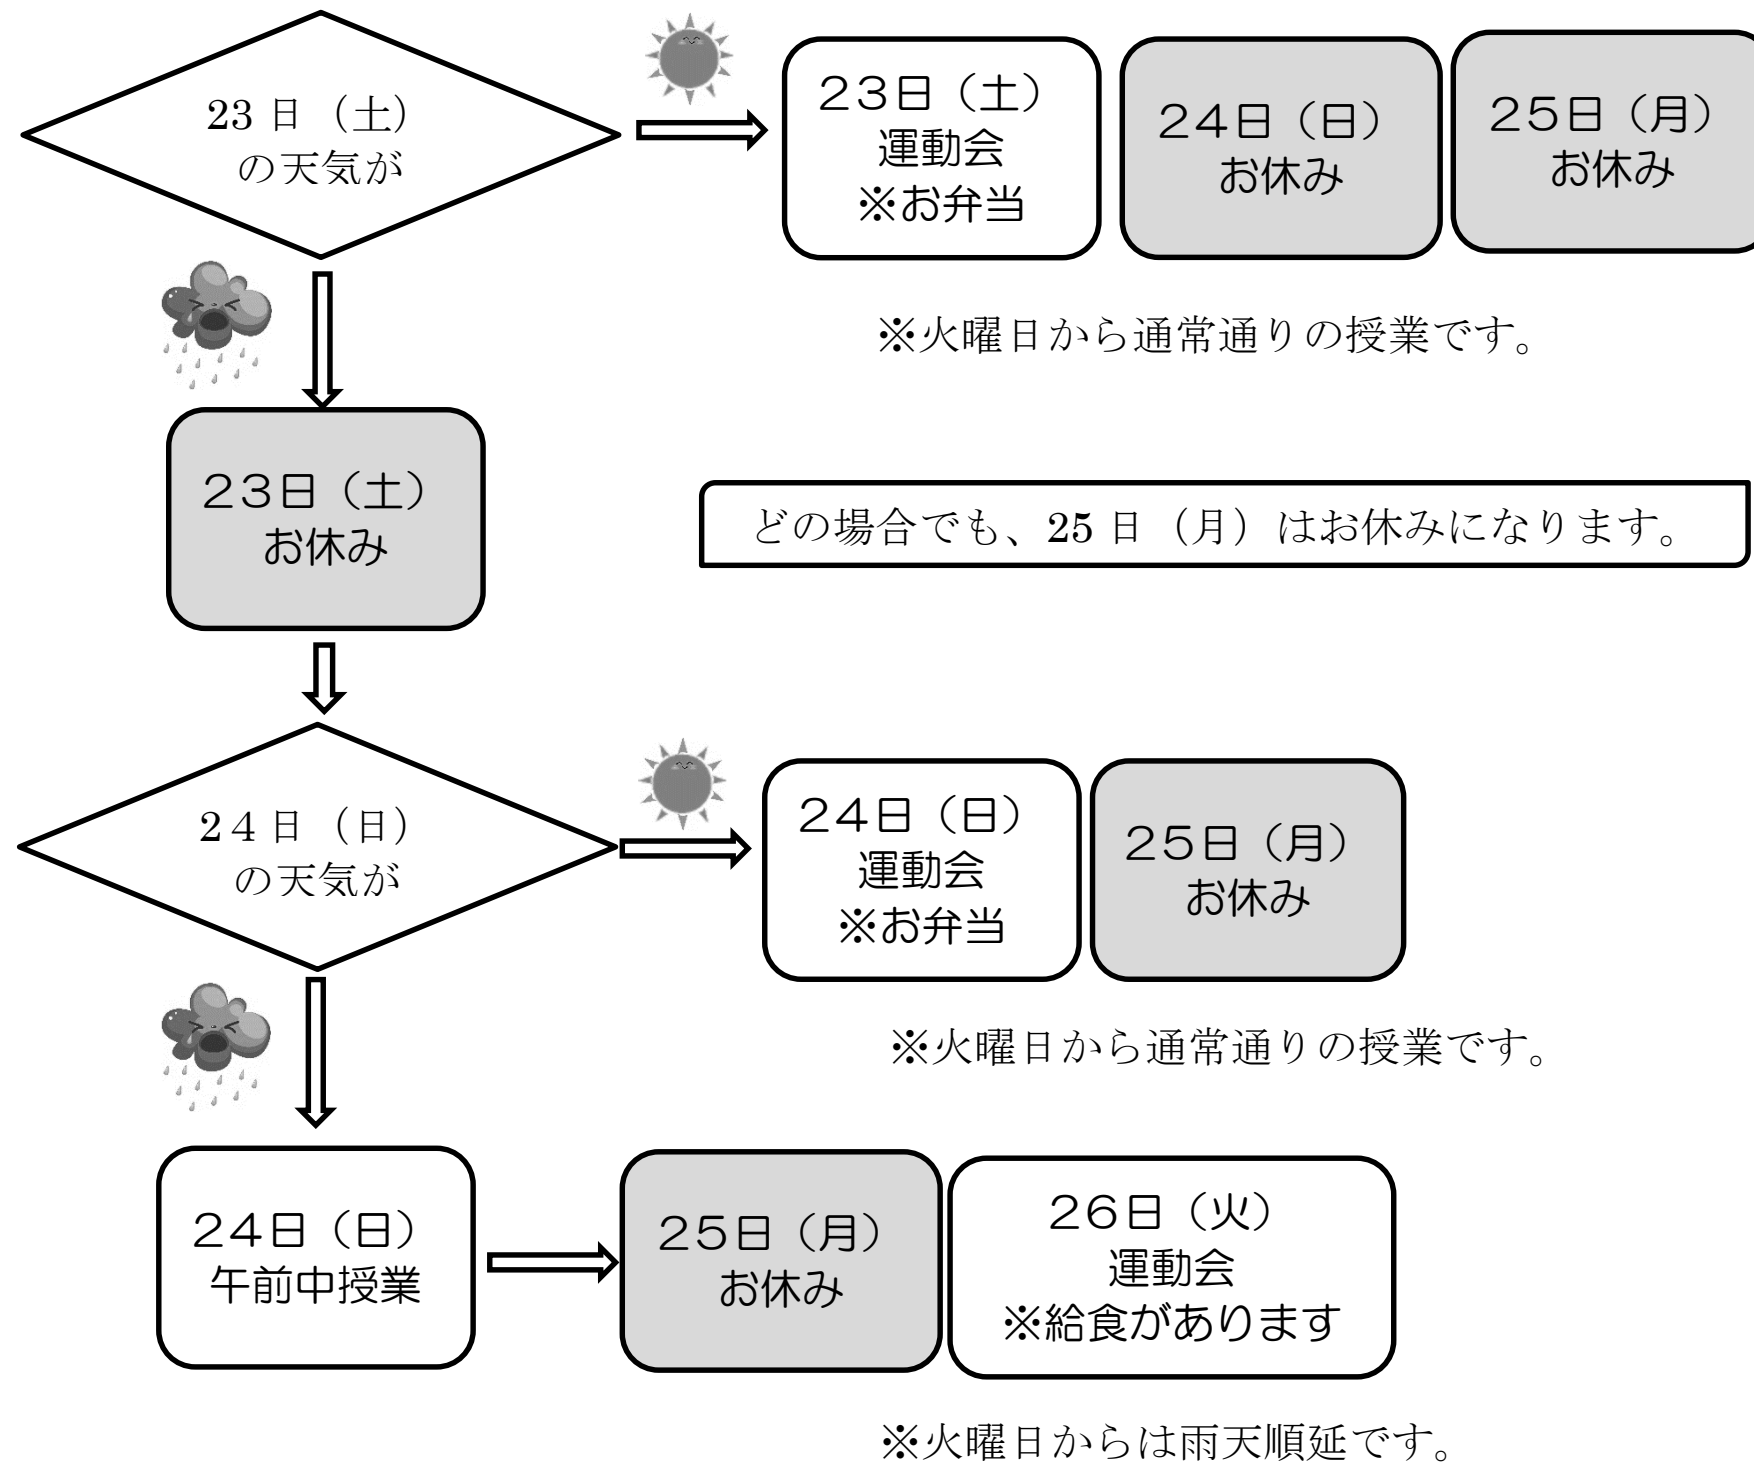 23日（土）
の天気が
２３日（土）
運動会
※お弁当
２４日（日）
お休み
２５日（月）
お休み
※火曜日から通常通りの授業です。
２３日（土）
お休み
どの場合でも、25日（月）はお休みになります。
２４日（日）
の天気が
２４日（日）
運動会
※お弁当
２５日（月）
お休み
※火曜日から通常通りの授業です。
２４日（日）
午前中授業
２５日（月）
お休み
２６日（火）
運動会
※給食があります
※火曜日からは雨天順延です。